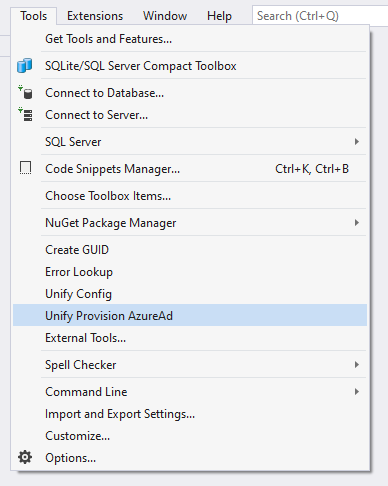 Tools Extensions Window Help Search (Ctrl+Q)
Get Tools and Features...
SQLite/SQL Server Compact Toolbox
Connect to Database...
Connect to Server...
SQL Server
Code Snippets Manager... Ctrl+K, Ctrl+B
Choose Toolbox Items...
NuGet Package Manager
Create GUID
Error Lookup
Unify Config
Unify Provision AzureAd
External Tools...
Spell Checker
Command Line
Import and Export Settings...
Customize...
Options...